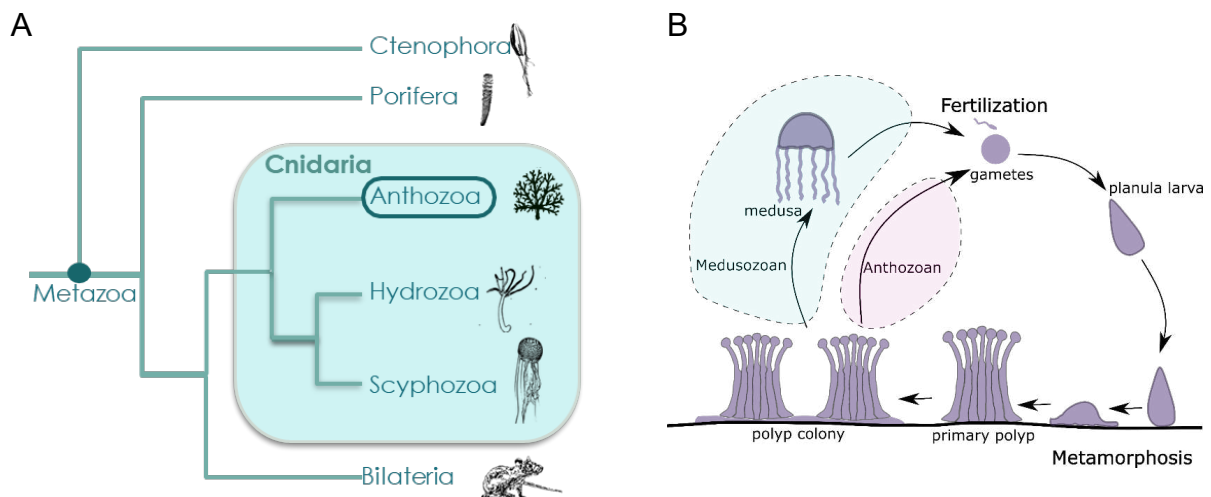 A
Ctenophora
Porifera
Cnidaria
Anthozoa
Metazoa
Hydrozoa
Scyphozoa
Bilateria
B
Fertilization
gametes
planula larva
medusa
Medusozoan
Anthozoan
polyp colony
primary polyp
Metamorphosis